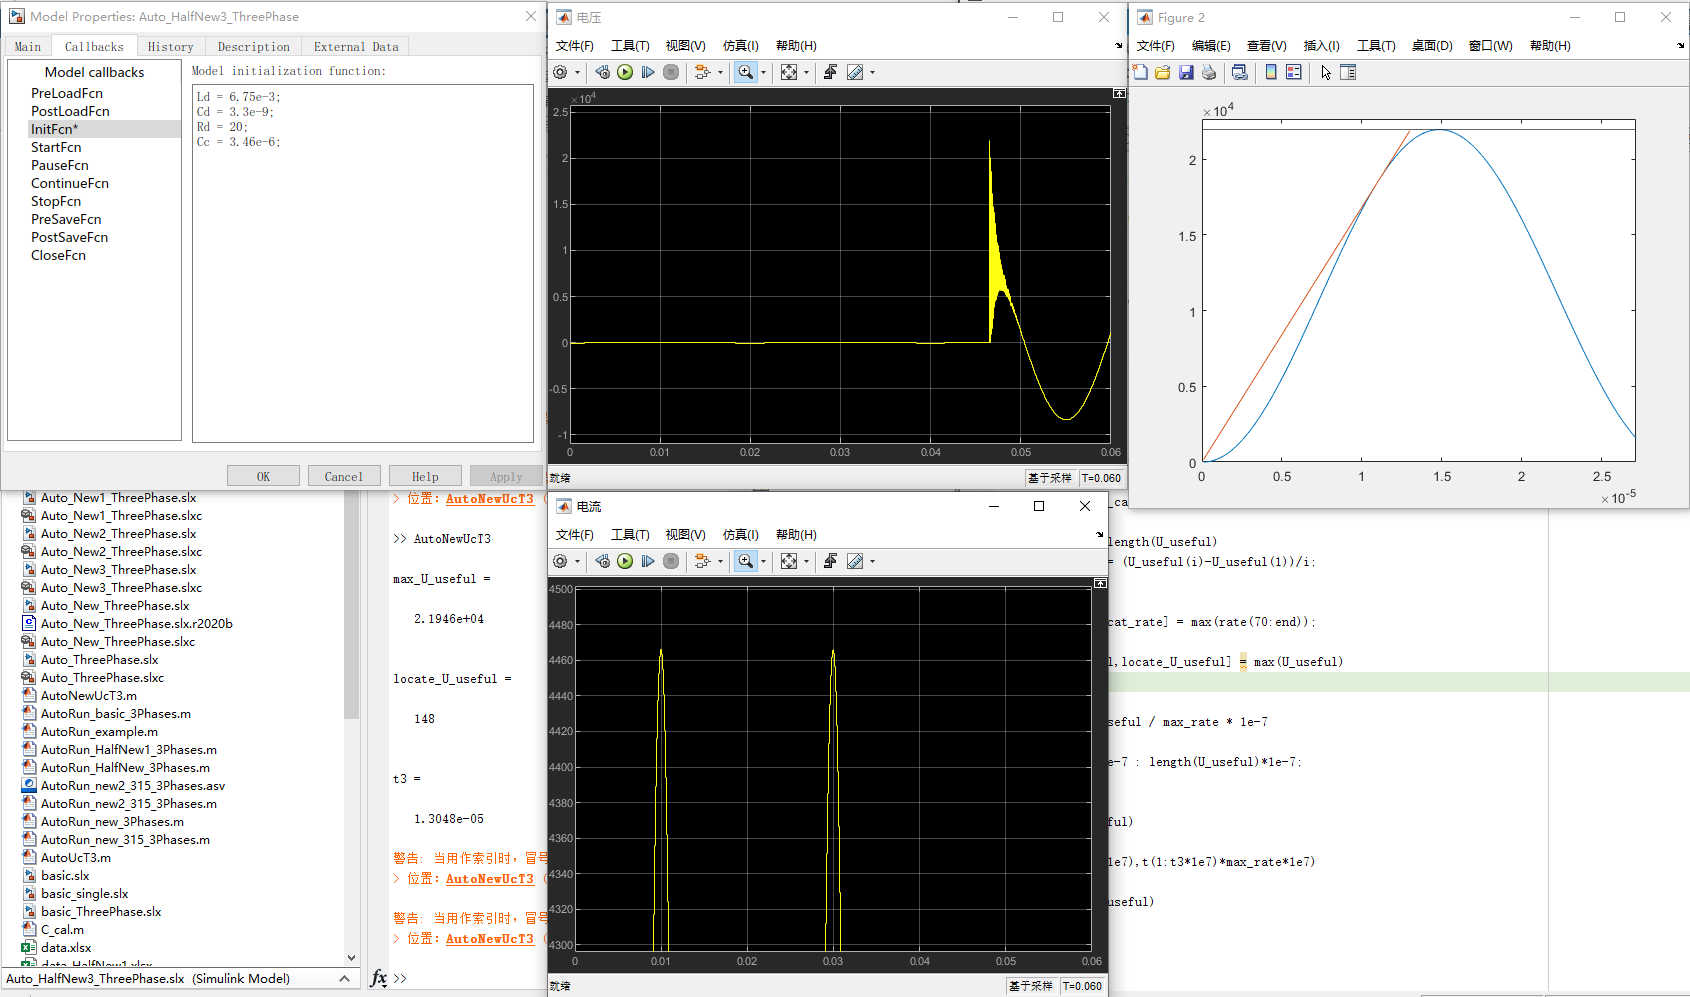 Model Properties: Auto_HalfNew3_ThreePhase
Main
Callbacks
History
Description
External Data
Model callbacks
PreLoadFcn
PostLoadFcn
InitFcn*
StartFcn
PauseFcn
ContinueFcn
StopFcn
PreSaveFcn
PostSaveFcn
CloseFcn
Model initialization function:
Ld = 6.75e-3;
Cd = 3.3e-9;
Rd = 20;
Cc = 3.46e-6;
OK
Cancel
Help
Apply
电压
文件(F) 工具(T) 视图(V) 仿真(I) 帮助(H)
×10^4
2.5
2
1.5
1
0.5
0
-0.5
-1
0 0.01 0.02 0.03 0.04 0.05 0.06
就绪
基于采样
T=0.060
Figure 2
文件(F) 编辑(E) 查看(V) 插入(I) 工具(T) 桌面(D) 窗口(W) 帮助(H)
×10^4
2
1.5
1
0.5
0
0 0.5 1 1.5 2 2.5
×10^-5
Auto_New1_ThreePhase.slx
Auto_New1_ThreePhase.slxc
Auto_New2_ThreePhase.slx
Auto_New2_ThreePhase.slxc
Auto_New3_ThreePhase.slx
Auto_New3_ThreePhase.slxc
Auto_New_ThreePhase.slx
Auto_New_ThreePhase.slx.r2020b
Auto_New_ThreePhase.slxc
Auto_ThreePhase.slx
Auto_ThreePhase.slxc
AutoNewUcT3.m
AutoRun_basic_3Phases.m
AutoRun_example.m
AutoRun_HalfNew1_3Phases.m
AutoRun_HalfNew_3Phases.m
AutoRun_new2_315_3Phases.asv
AutoRun_new2_315_3Phases.m
AutoRun_new_3Phases.m
AutoRun_new_315_3Phases.m
AutoUcT3.m
basic.slx
basic_single.slx
basic_ThreePhase.slx
C_cal.m
data.xlsx
data_HalfNew1.xlsx
Auto_HalfNew3_ThreePhase.slx (Simulink Model)
> 位置: AutoNewUcT3 (
>> AutoNewUcT3
max_U_useful =
2.1946e+04
locate_U_useful =
148
t3 =
1.3048e-05
警告: 当用作索引时，冒号
> 位置: AutoNewUcT3 (
警告: 当用作索引时，冒号
> 位置: AutoNewUcT3 (
fx >>
电流
文件(F) 工具(T) 视图(V) 仿真(I) 帮助(H)
4500
4480
4460
4440
4420
4400
4380
4360
4340
4320
4300
0 0.01 0.02 0.03 0.04 0.05 0.06
就绪
基于采样
T=0.060
_ca
length(U_useful)
= (U_useful(i)-U_useful(1))/i;
cat_rate] = max(rate(70:end));
l,locate_U_useful] = max(U_useful)
seful / max_rate * 1e-7
e-7 : length(U_useful)*1e-7;
ful)
1e7),t(1:t3*1e7)*max_rate*1e7)
useful)